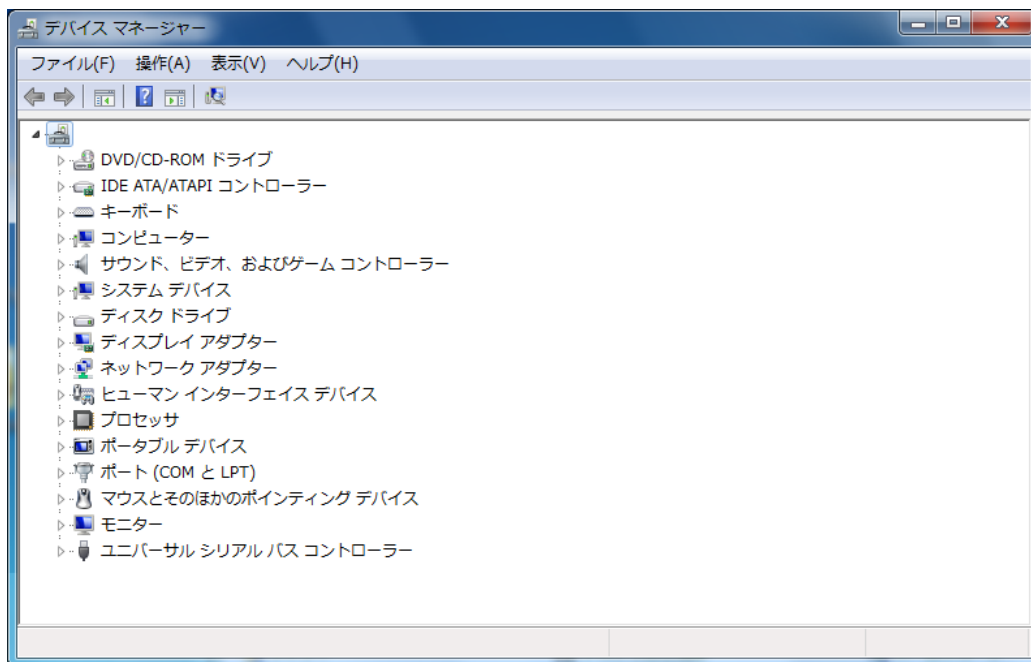 デバイス マネージャー
ファイル(F) 操作(A) 表示(V) ヘルプ(H)
DVD/CD-ROM ドライブ
IDE ATA/ATAPI コントローラー
キーボード
コンピューター
サウンド、ビデオ、およびゲーム コントローラー
システム デバイス
ディスク ドライブ
ディスプレイ アダプター
ネットワーク アダプター
ヒューマン インターフェイス デバイス
プロセッサ
ポータブル デバイス
ポート (COM と LPT)
マウスとそのほかのポインティング デバイス
モニター
ユニバーサル シリアル バス コントローラー